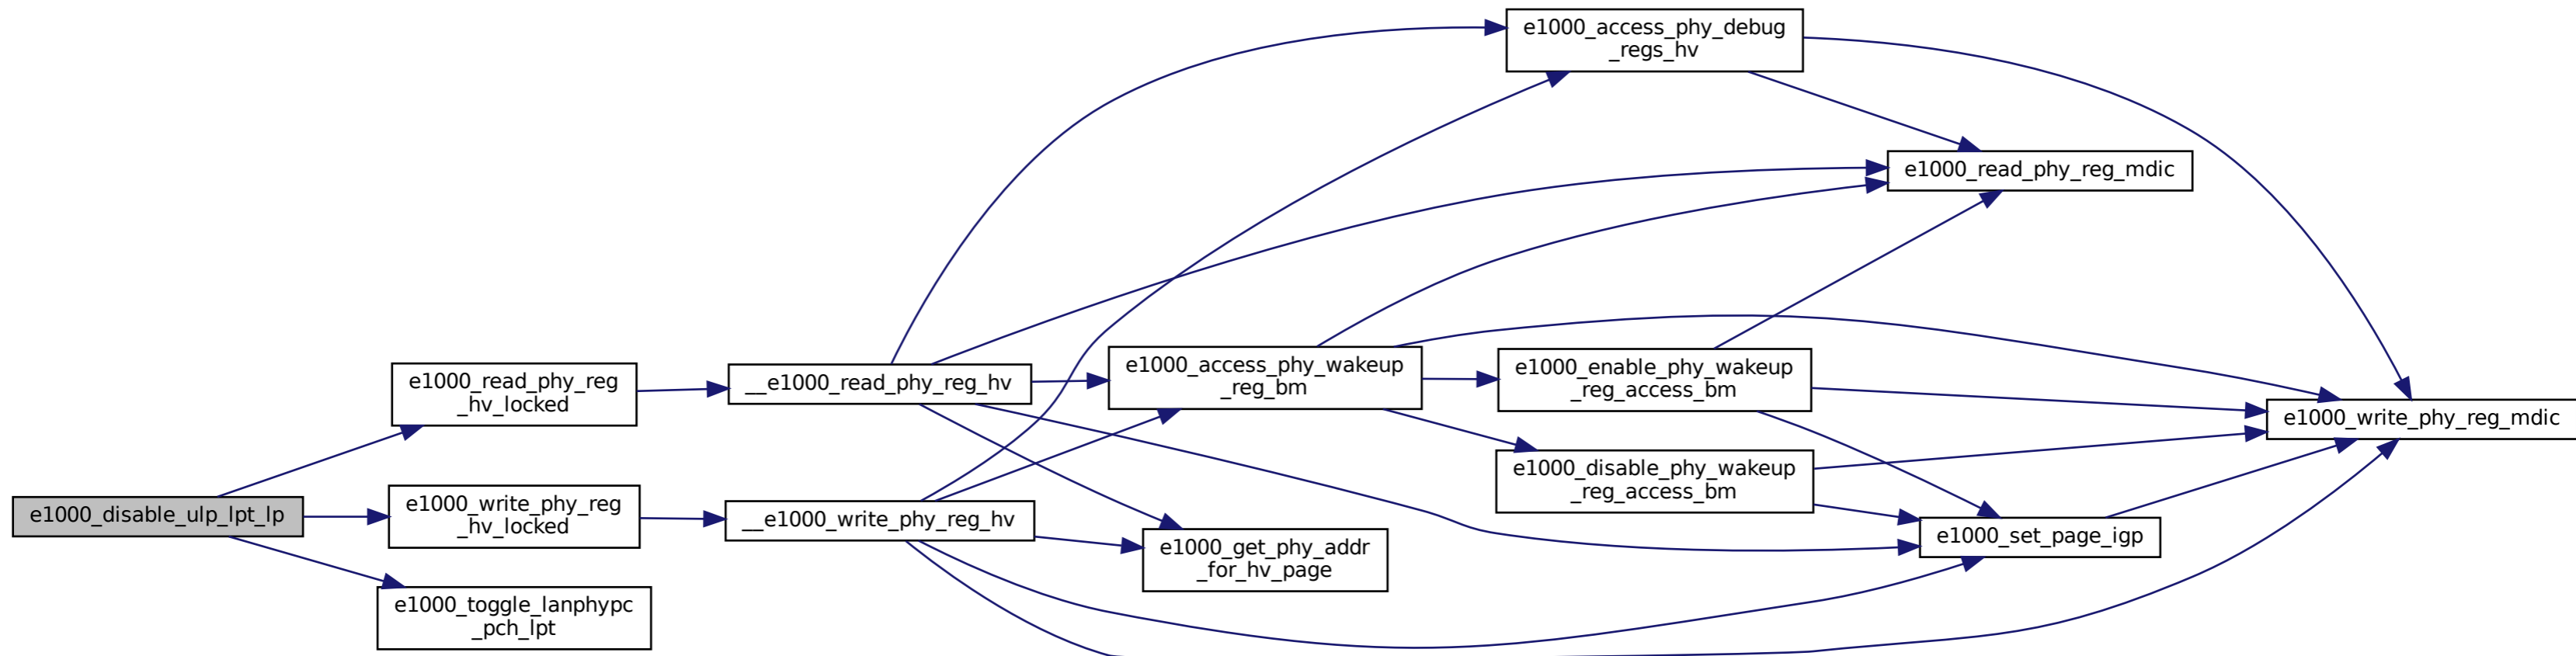 e1000_access_phy_debug
_regs_hv
e1000_read_phy_reg_mdic
e1000_read_phy_reg
_hv_locked
__e1000_read_phy_reg_hv
e1000_access_phy_wakeup
_reg_bm
e1000_enable_phy_wakeup
_reg_access_bm
e1000_write_phy_reg_mdic
e1000_disable_phy_wakeup
_reg_access_bm
e1000_disable_ulp_lpt_lp
e1000_write_phy_reg
_hv_locked
__e1000_write_phy_reg_hv
e1000_get_phy_addr
_for_hv_page
e1000_set_page_igp
e1000_toggle_lanphypc
_pch_lpt